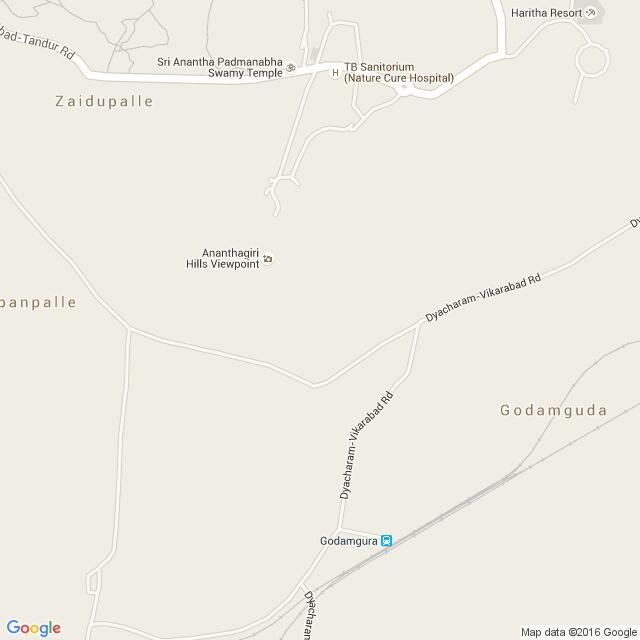 Haritha Resort
bad-Tandur Rd
Sri Anantha Padmanabha
Swamy Temple
H
TB Sanitorium
(Nature Cure Hospital)
Zaidupalle
Ananthagiri
Hills Viewpoint
Dyacharam-Vikarabad Rd
panpalle
Godamguda
Dyacharam-Vikarabad Rd
Godamgura
Dyacharam
Google
Map data ©2016 Google